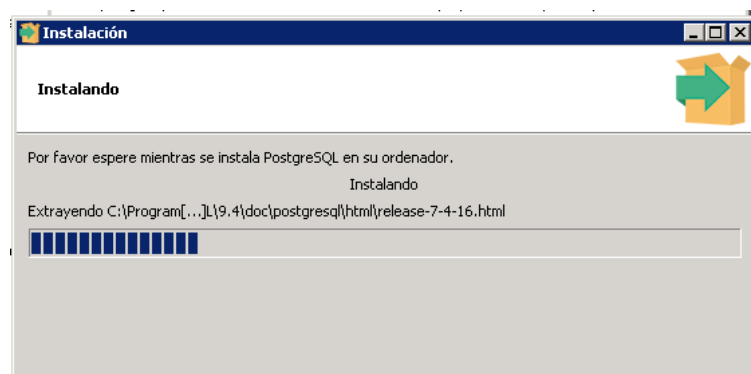 Instalación
Instalando
Por favor espere mientras se instala PostgreSQL en su ordenador.
Instalando
Extrayendo C:\Program[...]L\9.4\doc\postgresql\html\release-7-4-16.html